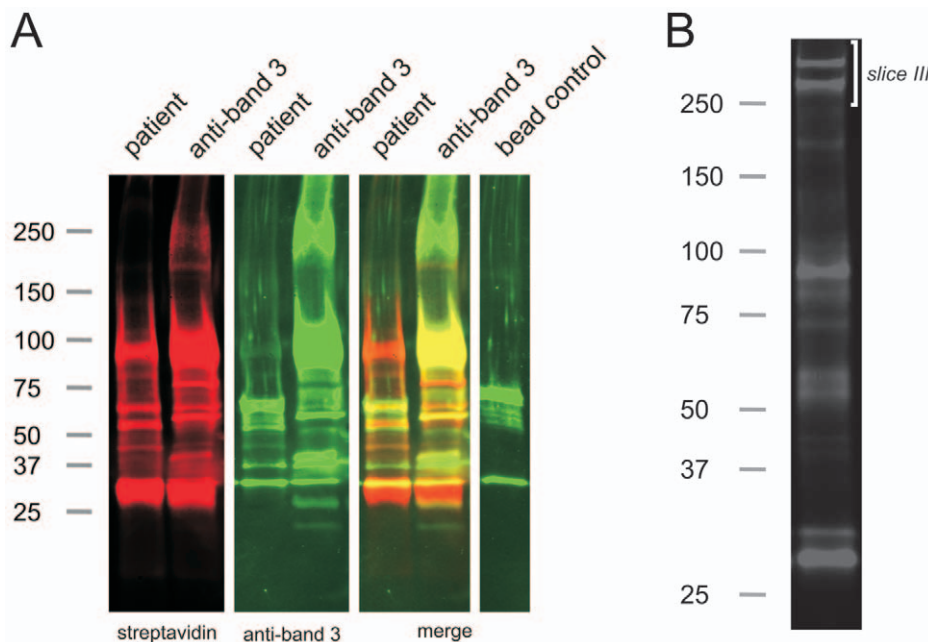 A
patient
anti-band 3
patient
anti-band 3
patient
anti-band 3
bead control
250
150
100
75
50
37
25
streptavidin
anti-band 3
merge
B
slice III
250
150
100
75
50
37
25